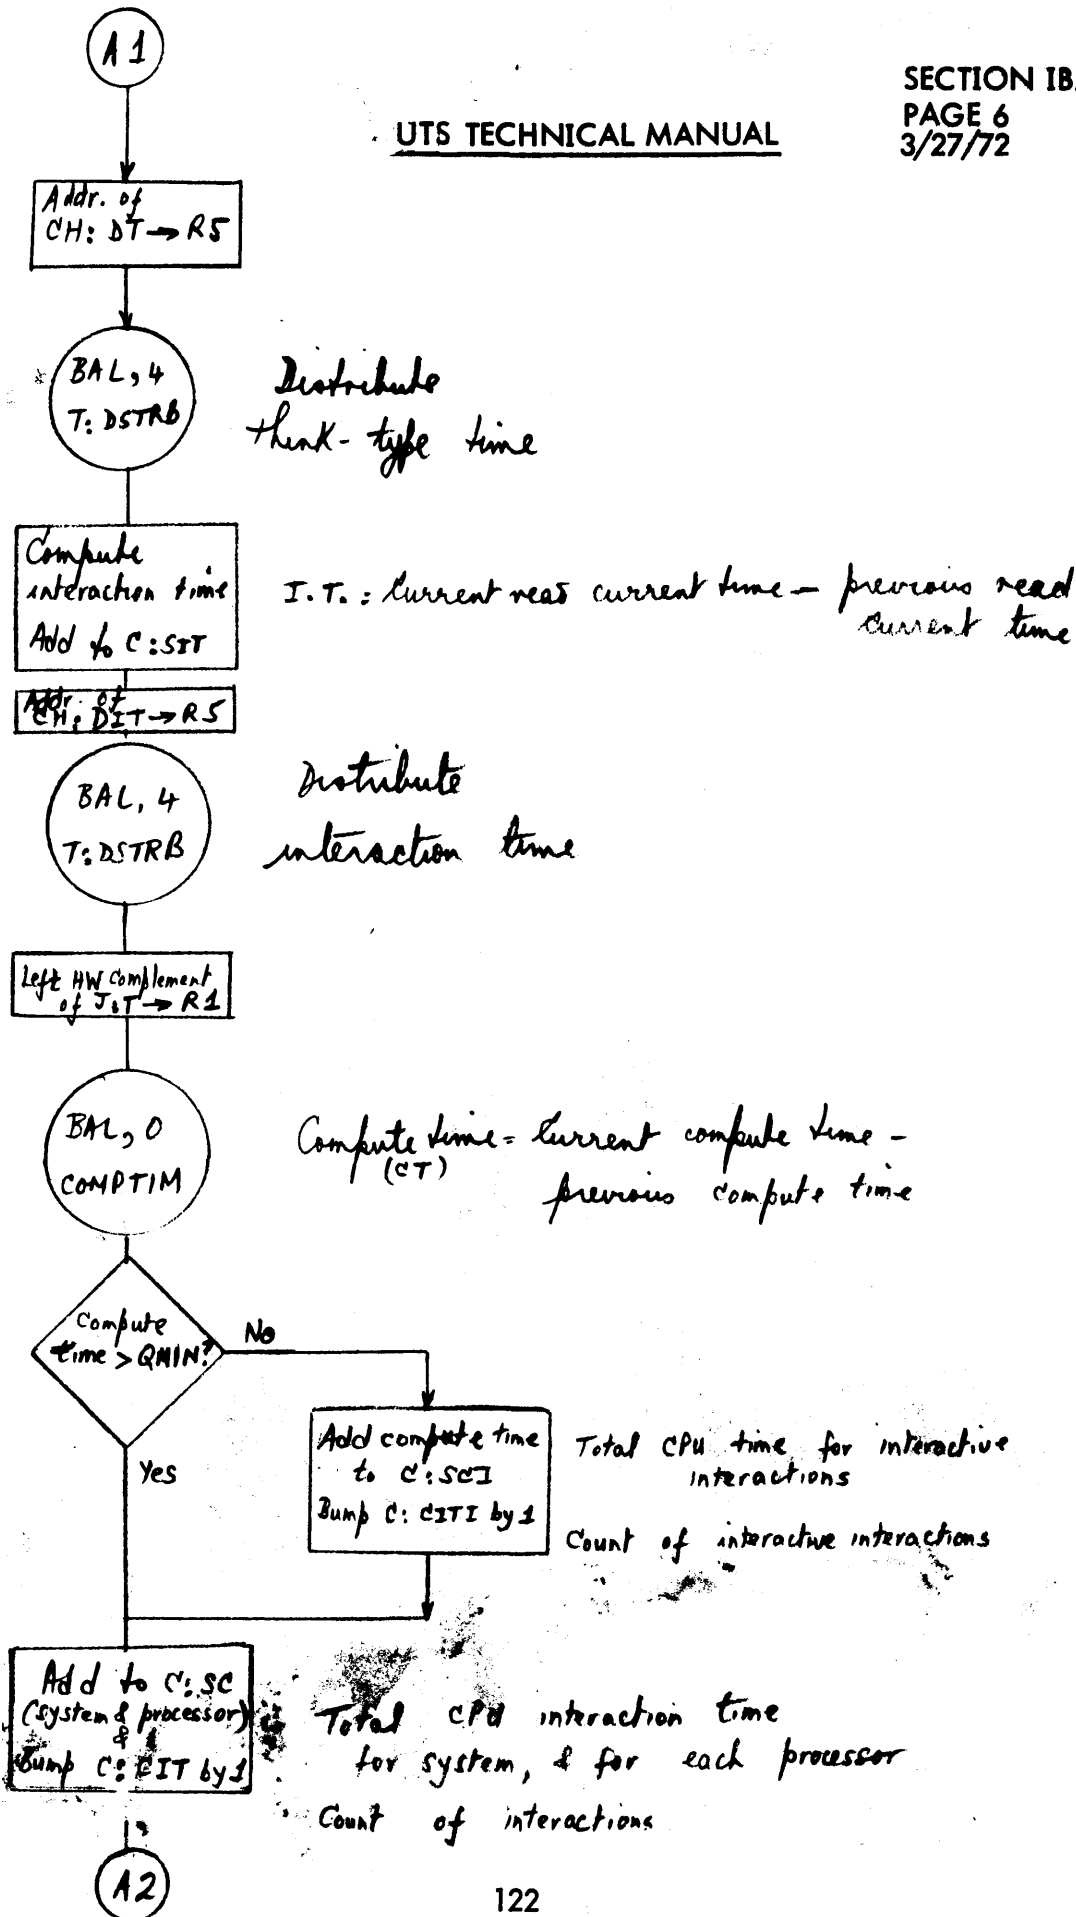 A1
SECTION IB.
PAGE 6
3/27/72
UTS TECHNICAL MANUAL
Addr. of
CH: DT → R5
BAL, 4
T: DSTRB
Distribute
think-type time
Compute
interaction time
Add to C:SIT
I.T.: Current read current time – previous read
current time
Addr. of
CH: DIT → R5
BAL, 4
T: DSTRB
Distribute
interaction time
Left HW complement
of J:IT → R1
BAL, 0
COMPTIM
Compute time = Current compute time –
(CT)
previous compute time
Compute
time > QMIN?
No
Yes
Add compute time
to C:SCI
Bump C: CITI by 1
Total CPU time for interactive
interactions
Count of interactive interactions
Add to C:SC
(system & processor)
&
Bump C: CIT by 1
Total CPU interaction time
for system, & for each processor
Count of interactions
A2
122